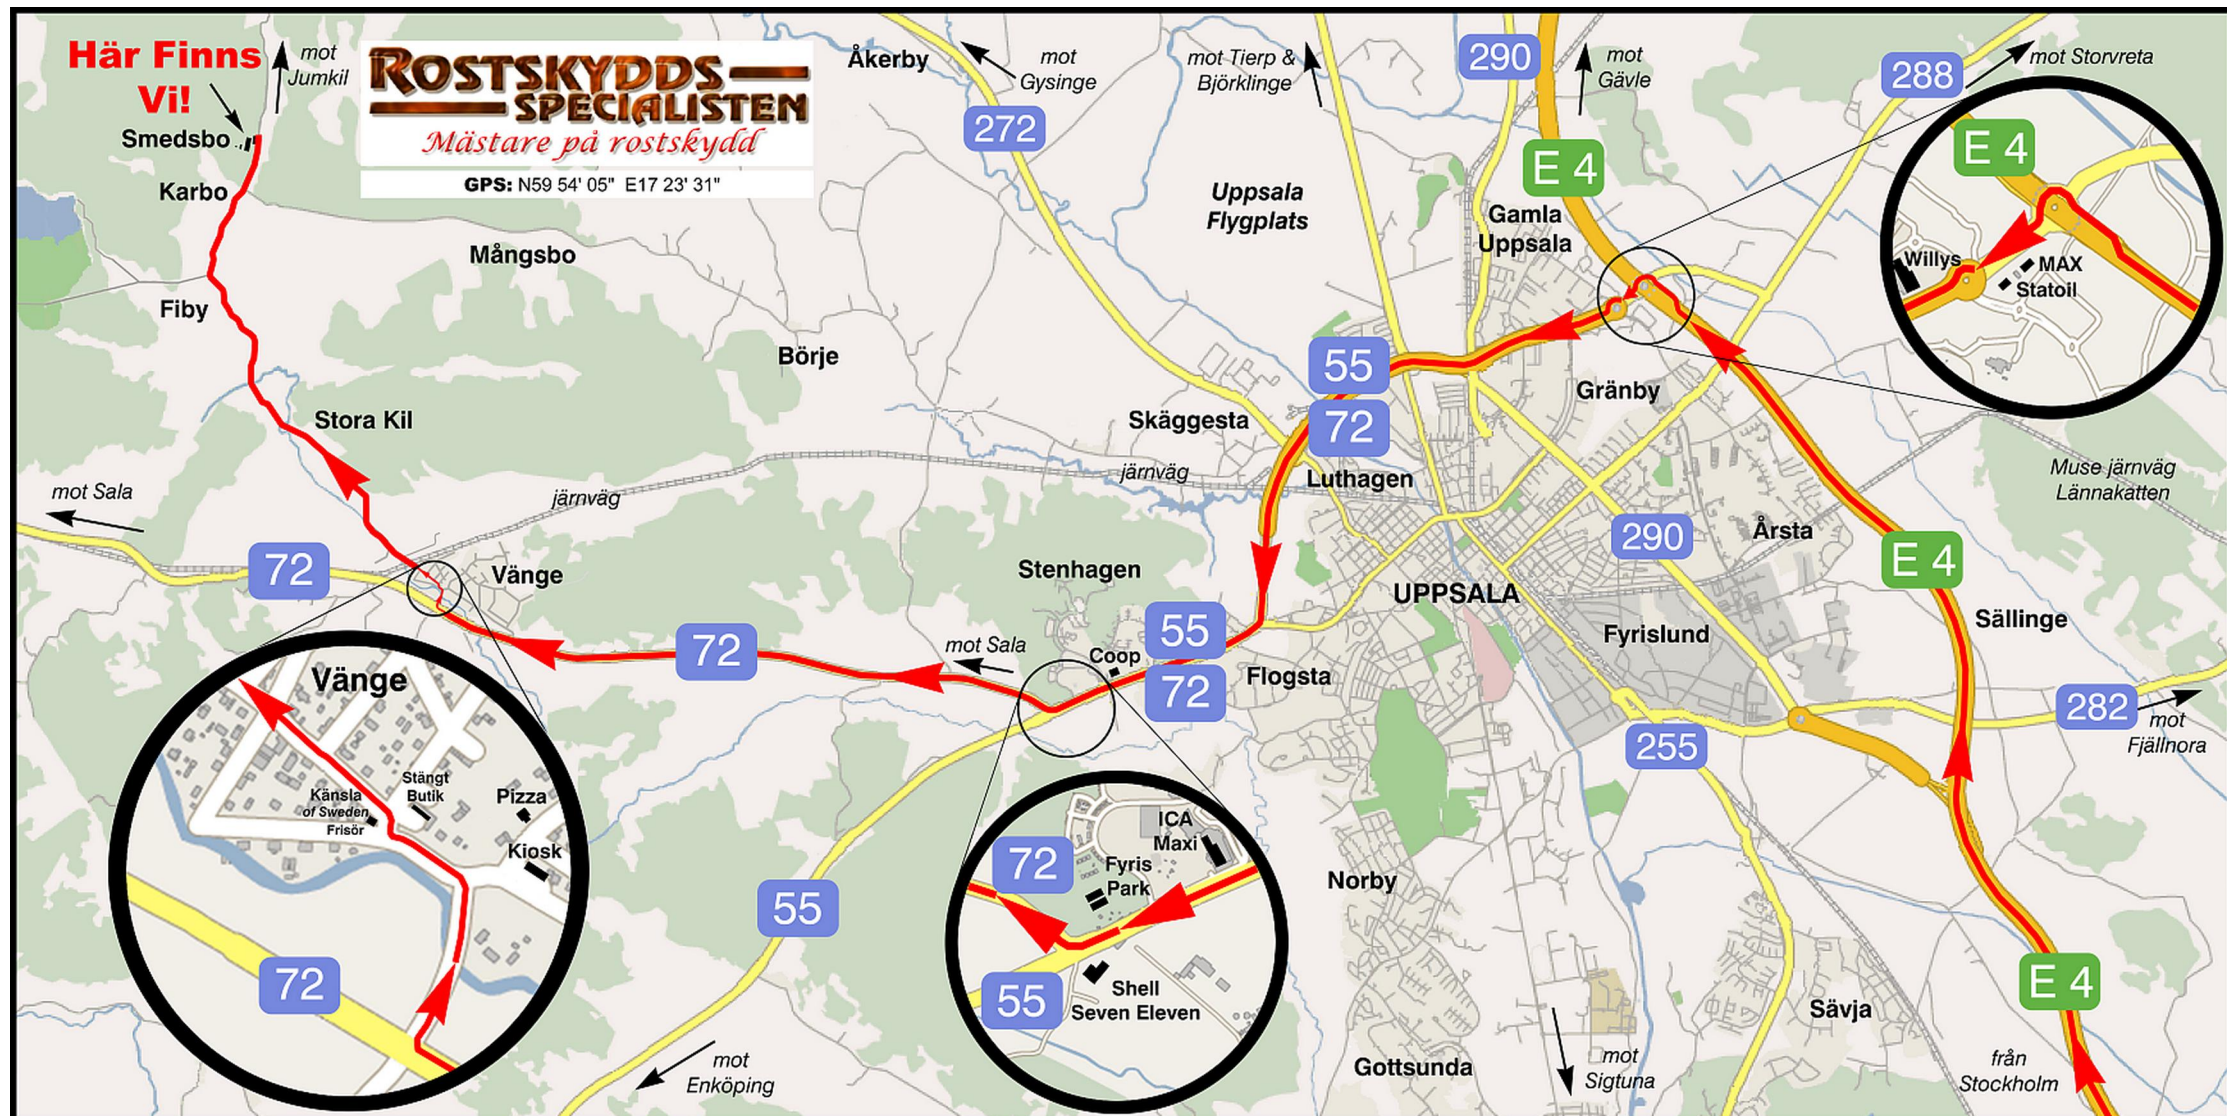 Här Finns
Vi!
mot
Jumkil
ROSTSKYDDS
SPECIALISTEN
Mästare på rostskydd
GPS: N59 54' 05" E17 23' 31"
Åkerby
mot
Gysinge
272
mot Tierp &
Björklinge
290
mot
Gävle
E 4
288
mot Storvreta
E 4
Willys
MAX
Statoil
Smedsbo
Karbo
Mångsbo
Fiby
Börje
Stora Kil
Uppsala
Flygplats
Gamla
Uppsala
55
72
Gränby
Skäggesta
Luthagen
järnväg
järnväg
mot Sala
72
Vänge
Stenhagen
UPPSALA
290
Årsta
Muse järnväg
Lännakatten
E 4
Sällinge
Fyrislund
72
mot Sala
Coop
55
72
Flogsta
255
282
mot
Fjällnora
Vänge
Känsla
of Sweden
Frisör
Stängt
Butik
Pizza
Kiosk
72
55
mot
Enköping
72
ICA
Maxi
Fyris
Park
55
Shell
Seven Eleven
Norby
Gottsunda
mot
Sigtuna
Sävja
E 4
från
Stockholm